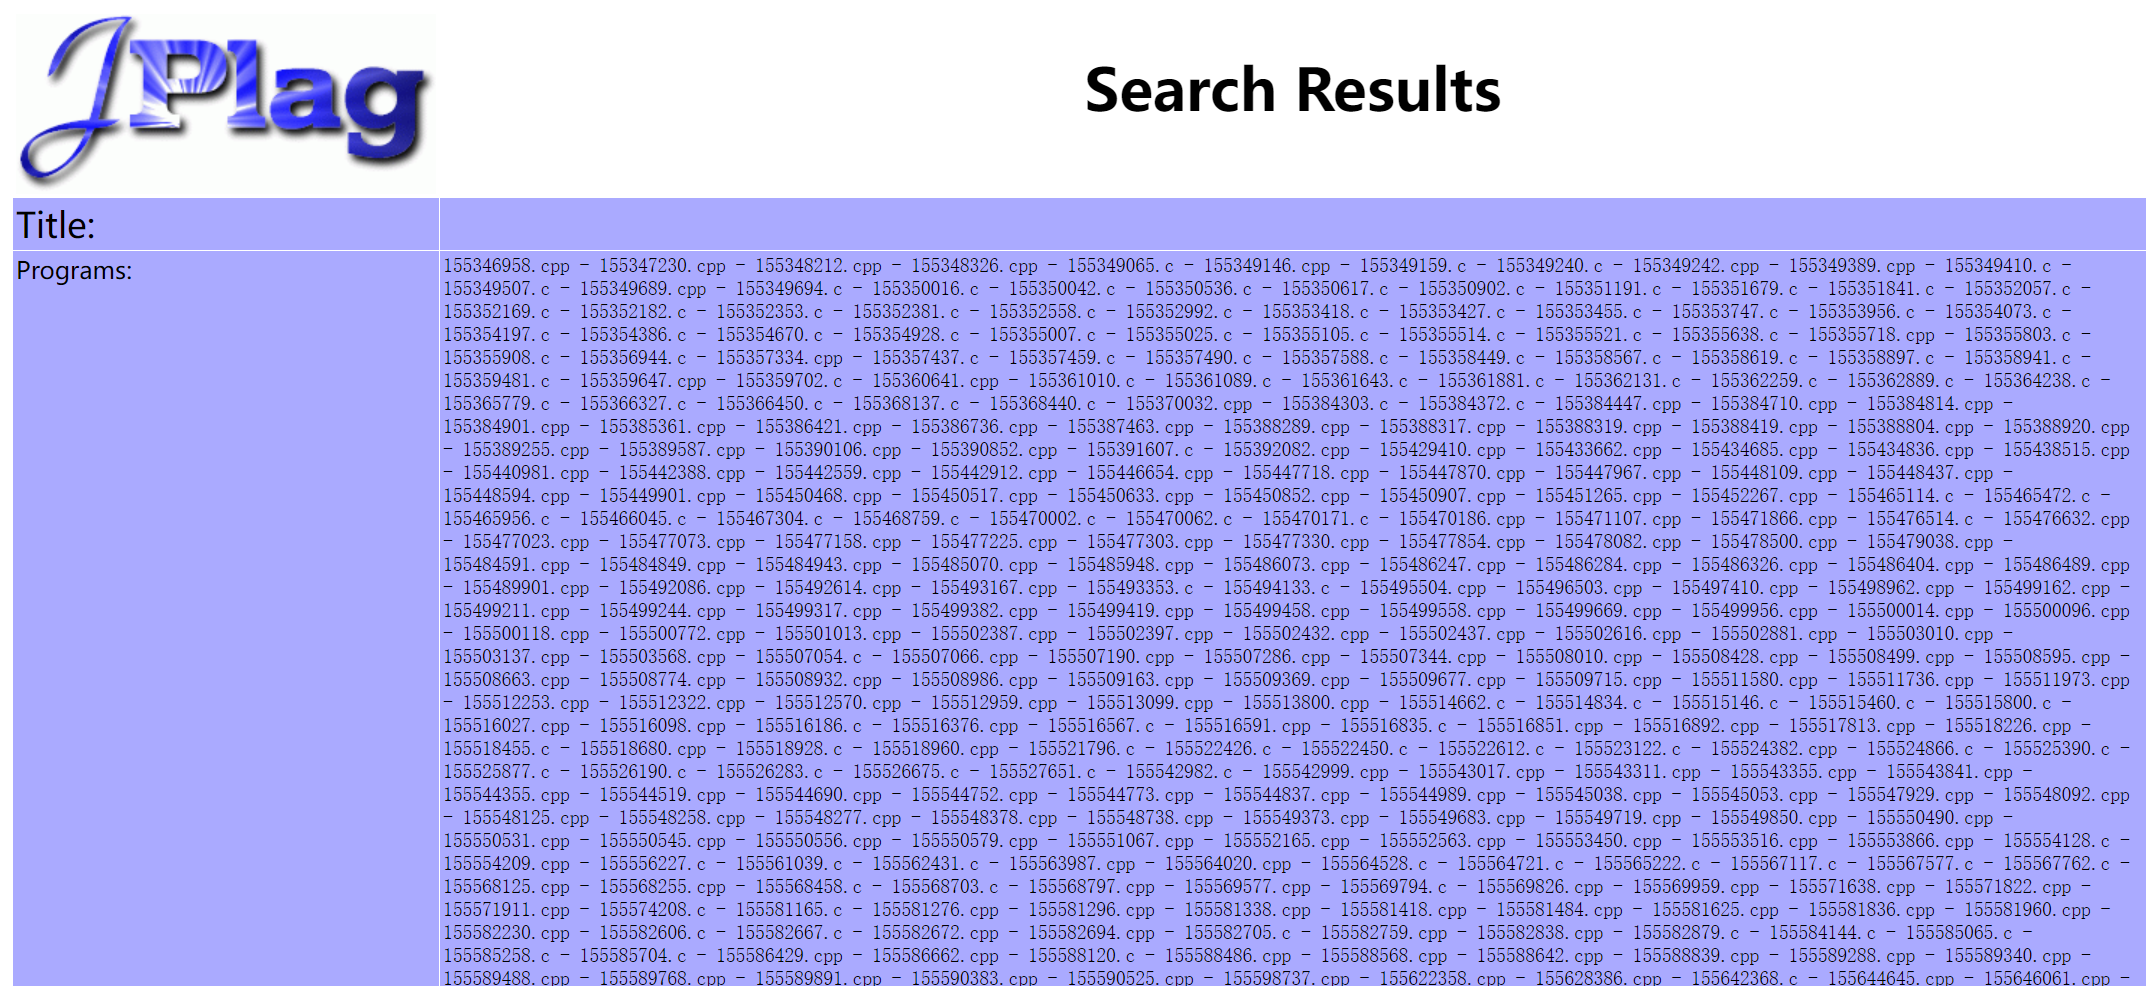 JPlag
Search Results
Title:
Programs:
155346958.cpp - 155347230.cpp - 155348212.cpp - 155348326.cpp - 155349065.c - 155349146.cpp - 155349159.c - 155349240.c - 155349242.cpp - 155349389.cpp - 155349410.c -
155349507.c - 155349689.cpp - 155349694.c - 155350016.c - 155350042.c - 155350536.c - 155350617.c - 155350902.c - 155351191.c - 155351679.c - 155351841.c - 155352057.c -
155352169.c - 155352182.c - 155352353.c - 155352381.c - 155352558.c - 155352992.c - 155353418.c - 155353427.c - 155353455.c - 155353747.c - 155353956.c - 155354073.c -
155354197.c - 155354386.c - 155354670.c - 155354928.c - 155355007.c - 155355025.c - 155355105.c - 155355514.c - 155355521.c - 155355638.c - 155355718.cpp - 155355803.c -
155355908.c - 155356944.c - 155357334.cpp - 155357437.c - 155357459.c - 155357490.c - 155357588.c - 155358449.c - 155358567.c - 155358619.c - 155358897.c - 155358941.c -
155359481.c - 155359647.cpp - 155359702.c - 155360641.cpp - 155361010.c - 155361089.c - 155361643.c - 155361881.c - 155362131.c - 155362259.c - 155362889.c - 155364238.c -
155365779.c - 155366327.c - 155366450.c - 155368137.c - 155368440.c - 155370032.cpp - 155384303.c - 155384372.c - 155384447.cpp - 155384710.cpp - 155384814.cpp -
155384901.cpp - 155385361.cpp - 155386421.cpp - 155386736.cpp - 155387463.cpp - 155388289.cpp - 155388317.cpp - 155388319.cpp - 155388419.cpp - 155388804.cpp - 155388920.cpp
- 155389255.cpp - 155389587.cpp - 155390106.cpp - 155390852.cpp - 155391607.c - 155392082.cpp - 155429410.cpp - 155433662.cpp - 155434685.cpp - 155434836.cpp - 155438515.cpp
- 155440981.cpp - 155442388.cpp - 155442559.cpp - 155442912.cpp - 155446654.cpp - 155447718.cpp - 155447870.cpp - 155447967.cpp - 155448109.cpp - 155448437.cpp -
155448594.cpp - 155449901.cpp - 155450468.cpp - 155450517.cpp - 155450633.cpp - 155450852.cpp - 155450907.cpp - 155451265.cpp - 155452267.cpp - 155465114.c - 155465472.c -
155465956.c - 155466045.c - 155467304.c - 155468759.c - 155470002.c - 155470062.c - 155470171.c - 155470186.cpp - 155471107.cpp - 155471866.cpp - 155476514.c - 155476632.cpp
- 155477023.cpp - 155477073.cpp - 155477158.cpp - 155477225.cpp - 155477303.cpp - 155477330.cpp - 155477854.cpp - 155478082.cpp - 155478500.cpp - 155479038.cpp -
155484591.cpp - 155484849.cpp - 155484943.cpp - 155485070.cpp - 155485948.cpp - 155486073.cpp - 155486247.cpp - 155486284.cpp - 155486326.cpp - 155486404.cpp - 155486489.cpp
- 155489901.cpp - 155492086.cpp - 155492614.cpp - 155493167.cpp - 155493353.c - 155494133.c - 155495504.cpp - 155496503.cpp - 155497410.cpp - 155498962.cpp - 155499162.cpp -
155499211.cpp - 155499244.cpp - 155499317.cpp - 155499382.cpp - 155499419.cpp - 155499458.cpp - 155499558.cpp - 155499669.cpp - 155499956.cpp - 155500014.cpp - 155500096.cpp
- 155500118.cpp - 155500772.cpp - 155501013.cpp - 155502387.cpp - 155502397.cpp - 155502432.cpp - 155502437.cpp - 155502616.cpp - 155502881.cpp - 155503010.cpp -
155503137.cpp - 155503568.cpp - 155507054.c - 155507066.cpp - 155507190.cpp - 155507286.cpp - 155507344.cpp - 155508010.cpp - 155508428.cpp - 155508499.cpp - 155508595.cpp -
155508663.cpp - 155508774.cpp - 155508932.cpp - 155508986.cpp - 155509163.cpp - 155509369.cpp - 155509677.cpp - 155509715.cpp - 155511580.cpp - 155511736.cpp - 155511973.cpp
- 155512253.cpp - 155512322.cpp - 155512570.cpp - 155512959.cpp - 155513099.cpp - 155513800.cpp - 155514662.c - 155514834.c - 155515146.c - 155515460.c - 155515800.c -
155516027.cpp - 155516098.cpp - 155516186.c - 155516376.cpp - 155516567.c - 155516591.cpp - 155516835.c - 155516851.cpp - 155516892.cpp - 155517813.cpp - 155518226.cpp -
155518455.c - 155518680.cpp - 155518928.c - 155518960.cpp - 155521796.c - 155522426.c - 155522450.c - 155522612.c - 155523122.c - 155524382.cpp - 155524866.c - 155525390.c -
155525877.c - 155526190.c - 155526283.c - 155526675.c - 155527651.c - 155542982.c - 155542999.cpp - 155543017.cpp - 155543311.cpp - 155543355.cpp - 155543841.cpp -
155544355.cpp - 155544519.cpp - 155544690.cpp - 155544752.cpp - 155544773.cpp - 155544837.cpp - 155544989.cpp - 155545038.cpp - 155545053.cpp - 155547929.cpp - 155548092.cpp
- 155548125.cpp - 155548258.cpp - 155548277.cpp - 155548378.cpp - 155548738.cpp - 155549373.cpp - 155549683.cpp - 155549719.cpp - 155549850.cpp - 155550490.cpp -
155550531.cpp - 155550545.cpp - 155550556.cpp - 155550579.cpp - 155551067.cpp - 155552165.cpp - 155552563.cpp - 155553450.cpp - 155553516.cpp - 155553866.cpp - 155554128.c -
155554209.cpp - 155556227.c - 155561039.c - 155562431.c - 155563987.cpp - 155564020.cpp - 155564528.c - 155564721.c - 155565222.c - 155567117.c - 155567577.c - 155567762.c -
155568125.cpp - 155568255.cpp - 155568458.c - 155568703.c - 155568797.cpp - 155569577.cpp - 155569794.c - 155569826.cpp - 155569959.cpp - 155571638.cpp - 155571822.cpp -
155571911.cpp - 155574208.c - 155581165.c - 155581276.cpp - 155581296.cpp - 155581338.cpp - 155581418.cpp - 155581484.cpp - 155581625.cpp - 155581836.cpp - 155581960.cpp -
155582230.cpp - 155582606.c - 155582667.c - 155582672.cpp - 155582694.cpp - 155582705.c - 155582759.cpp - 155582838.cpp - 155582879.c - 155584144.c - 155585065.c -
155585258.c - 155585704.c - 155586429.cpp - 155586662.cpp - 155588120.c - 155588486.cpp - 155588568.cpp - 155588642.cpp - 155588839.cpp - 155589288.cpp - 155589340.cpp -
155589488.cpp - 155589768.cpp - 155589891.cpp - 155590383.cpp - 155590525.cpp - 155598737.cpp - 155622358.cpp - 155628386.cpp - 155642368.c - 155644645.cpp - 155646061.cpp -